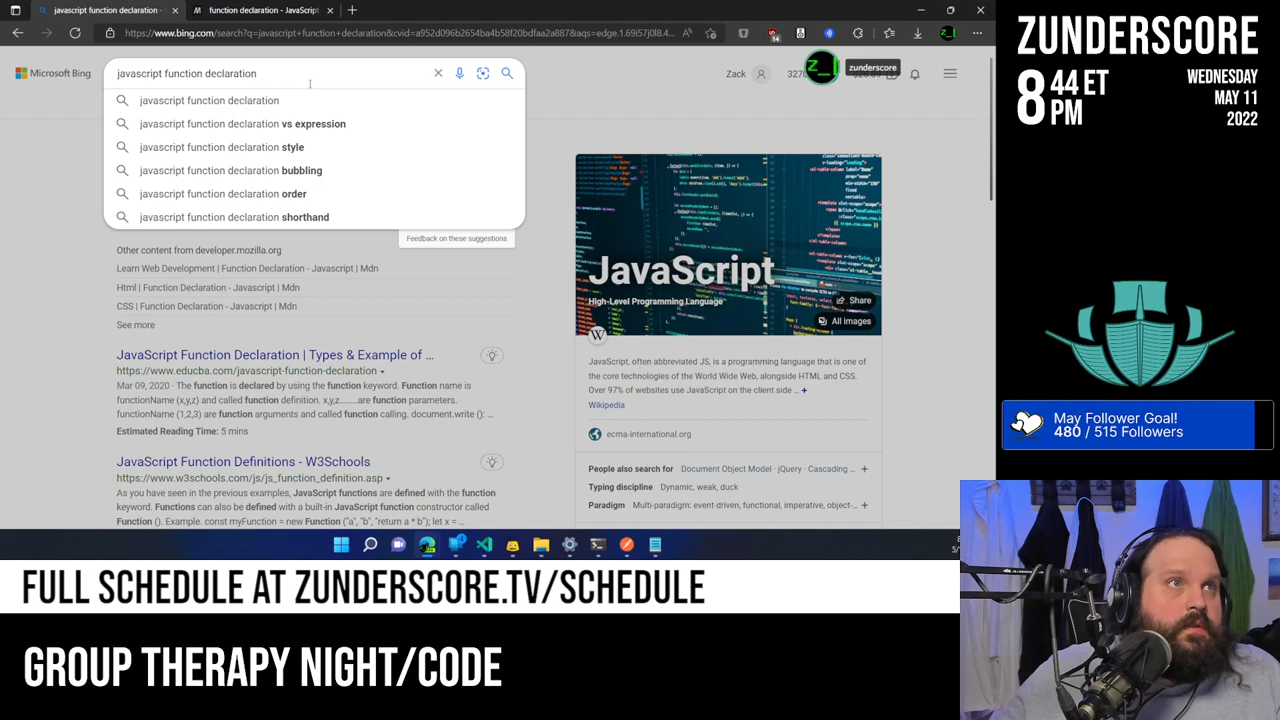 javascript function declaration -
function declaration - JavaScript
https://www.bing.com/search?q=javascript+function+declaration&cvid=a952d096b2654ba4b58f20bdfaa2a887&aqs=edge.1.69i57j0l8.4...
14
Microsoft Bing
javascript function declaration
Zack
3270
zunderscore
javascript function declaration
javascript function declaration vs expression
javascript function declaration style
javascript function declaration bubbling
javascript function declaration order
javascript function declaration shorthand
Feedback on these suggestions
content from developer.mozilla.org
Learn Web Development | Function Declaration - Javascript | Mdn
Html | Function Declaration - Javascript | Mdn
CSS | Function Declaration - Javascript | Mdn
See more
JavaScript Function Declaration | Types & Example of ...
https://www.educba.com/javascript-function-declaration
Mar 09, 2020 · The function is declared by using the function keyword. Function name is
functionName (x,y,z) and called function definition. x,y,z……..are function parameters.
functionName (1,2,3) are function arguments and called function calling. document.write (): ...
Estimated Reading Time: 5 mins
JavaScript Function Definitions - W3Schools
https://www.w3schools.com/js/js_function_definition.asp
As you have seen in the previous examples, JavaScript functions are defined with the function
keyword. Functions can also be defined with a built-in JavaScript function constructor called
Function (). Example. const myFunction = new Function ("a", "b", "return a * b"); let x = ...
JavaScript
High-Level Programming Language
Share
All images
W
JavaScript, often abbreviated JS, is a programming language that is one of
the core technologies of the World Wide Web, alongside HTML and CSS.
Over 97% of websites use JavaScript on the client side ... +
Wikipedia
ecma-international.org
People also search for Document Object Model · jQuery · Cascading ... +
Typing discipline Dynamic, weak, duck
Paradigm Multi-paradigm: event-driven, functional, imperative, object-... +
FULL SCHEDULE AT ZUNDERSCORE.TV/SCHEDULE
GROUP THERAPY NIGHT/CODE
ZUNDERSCORE
8 44 ET
PM
WEDNESDAY
MAY 11
2022
May Follower Goal!
480 / 515 Followers